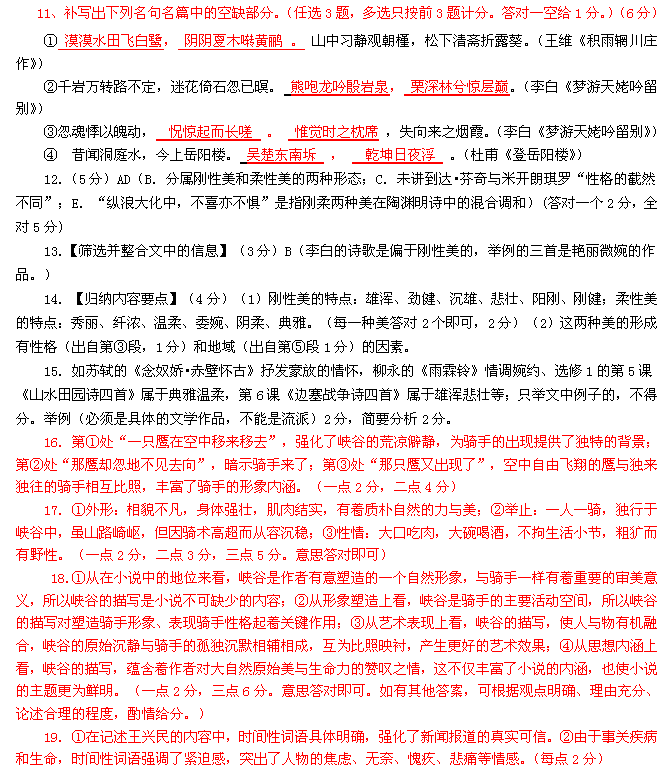 11、补写出下列名句名篇中的空缺部分。(任选3题，多选只按前3题计分。答对一空给1分。)(6分)
① 漠漠水田飞白鹭， 阴阴夏木啭黄鹂 。 山中习静观朝槿，松下清斋折露葵。(王维《积雨辋川庄
作》)
②千岩万转路不定，迷花倚石忽已暝。 熊咆龙吟殷岩泉， 栗深林兮惊层巅。(李白《梦游天姥吟留
别》)
③忽魂悸以魄动， 怳惊起而长嗟 。 惟觉时之枕席 ，失向来之烟霞。(李白《梦游天姥吟留别》)
④ 昔闻洞庭水，今上岳阳楼。 吴楚东南坼 ， 乾坤日夜浮 。(杜甫《登岳阳楼》)
12.(5分)AD(B．分属刚性美和柔性美的两种形态；C．未讲到达·芬奇与米开朗琪罗“性格的截然
不同”；E．“纵浪大化中，不喜亦不惧”是指刚柔两种美在陶渊明诗中的混合调和)(答对一个2分，全
对5分)
13.【筛选并整合文中的信息】(3分)B(李白的诗歌是偏于刚性美的，举例的三首是艳丽微婉的作
品。)
14．【归纳内容要点】(4分)(1)刚性美的特点：雄浑、劲健、沉雄、悲壮、阳刚、刚健；柔性美
的特点：秀丽、纤浓、温柔、委婉、阴柔、典雅。(每一种美答对2个即可，2分)(2)这两种美的形成
有性格(出自第③段，1分)和地域(出自第⑤段1分)的因素。
15．如苏轼的《念奴娇·赤壁怀古》抒发豪放的情怀，柳永的《雨霖铃》情调婉约、选修1的第5课
《山水田园诗四首》属于典雅温柔，第6课《边塞战争诗四首》属于雄浑悲壮等；只举文中例子的，不得
分。举例(必须是具体的文学作品，不能是流派)2分，简要分析2分。
16．第①处“一只鹰在空中移来移去”，强化了峡谷的荒凉僻静，为骑手的出现提供了独特的背景；
第②处“那鹰却忽地不见去向”，暗示骑手来了；第③处“那只鹰又出现了”，空中自由飞翔的鹰与独来
独往的骑手相互比照，丰富了骑手的形象内涵。(一点2分，二点4分)
17．①外形：相貌不凡，身体强壮，肌肉结实，有着质朴自然的力与美；②举止：一人一骑，独行于
峡谷中，虽山路崎岖，但因骑术高超而从容沉稳；③性情：大口吃肉，大碗喝酒，不拘生活小节，粗犷而
有野性。(一点2分，二点3分，三点5分。意思答对即可)
18.①从在小说中的地位来看，峡谷是作者有意塑造的一个自然形象，与骑手一样有着重要的审美意
义，所以峡谷的描写是小说不可缺少的内容；②从形象塑造上看，峡谷是骑手的主要活动空间，所以峡谷
的描写对塑造骑手形象、表现骑手性格起着关键作用；③从艺术表现上看，峡谷的描写，使人与物有机融
合，峡谷的原始沉静与骑手的孤独沉默相辅相成，互为比照映衬，产生更好的艺术效果；④从思想内涵上
看，峡谷的描写，蕴含着作者对大自然原始美与生命力的赞叹之情，这不仅丰富了小说的内涵，也使小说
的主题更为鲜明。(一点2分，三点6分。意思答对即可。如有其他答案，可根据观点明确、理由充分、
论述合理的程度，酌情给分。)
19．①在记述王兴民的内容中，时间性词语具体明确，强化了新闻报道的真实可信。②由于事关疾病
和生命，时间性词语强调了紧迫感，突出了人物的焦虑、无奈、愧疚、悲痛等情感。(每点2分)